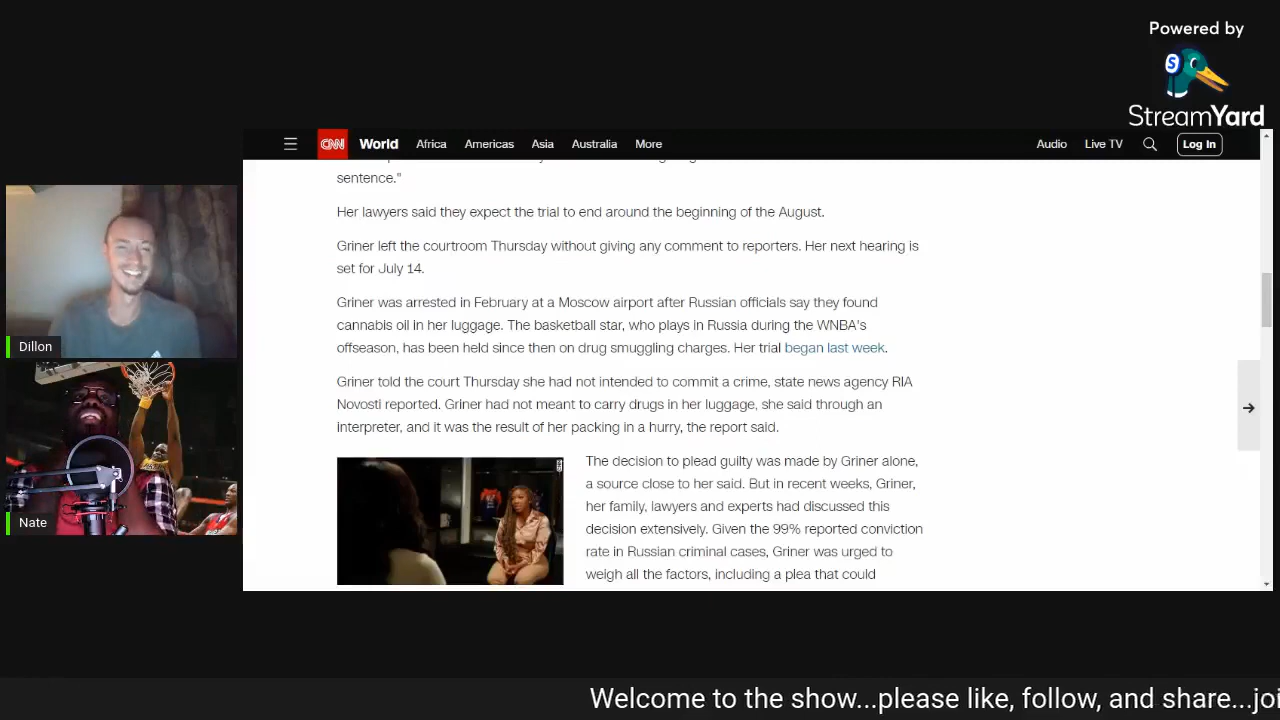 Powered by
StreamYard
CNN World Africa Americas Asia Australia More Audio Live TV Log In
sentence."
Her lawyers said they expect the trial to end around the beginning of the August.
Griner left the courtroom Thursday without giving any comment to reporters. Her next hearing is
set for July 14.
Griner was arrested in February at a Moscow airport after Russian officials say they found
cannabis oil in her luggage. The basketball star, who plays in Russia during the WNBA's
offseason, has been held since then on drug smuggling charges. Her trial began last week.
Griner told the court Thursday she had not intended to commit a crime, state news agency RIA
Novosti reported. Griner had not meant to carry drugs in her luggage, she said through an
interpreter, and it was the result of her packing in a hurry, the report said.
The decision to plead guilty was made by Griner alone,
a source close to her said. But in recent weeks, Griner,
her family, lawyers and experts had discussed this
decision extensively. Given the 99% reported conviction
rate in Russian criminal cases, Griner was urged to
weigh all the factors, including a plea that could
Dillon
Nate
Welcome to the show...please like, follow, and share...joi